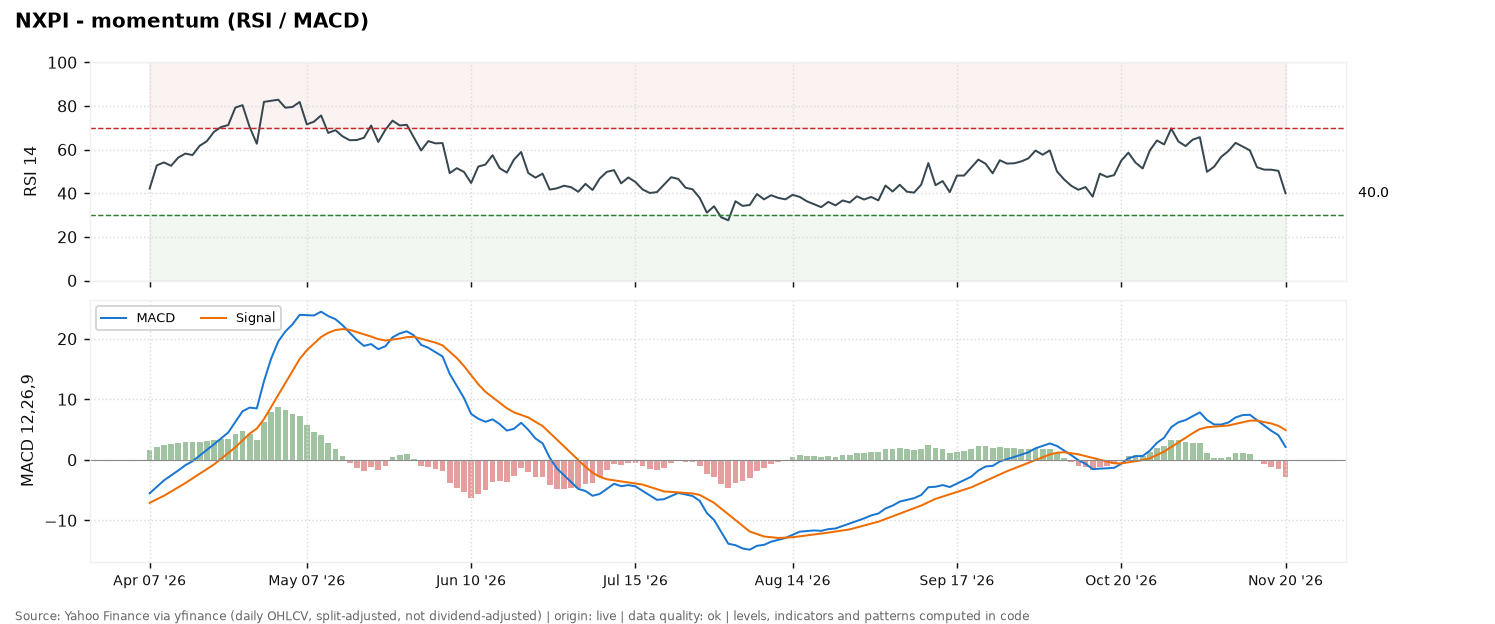 NXPI - momentum (RSI / MACD)
100
80
60
40
20
0
RSI 14
40.0
MACD
Signal
20
10
0
−10
MACD 12,26,9
Apr 07 '26
May 07 '26
Jun 10 '26
Jul 15 '26
Aug 14 '26
Sep 17 '26
Oct 20 '26
Nov 20 '26
Source: Yahoo Finance via yfinance (daily OHLCV, split-adjusted, not dividend-adjusted) | origin: live | data quality: ok | levels, indicators and patterns computed in code